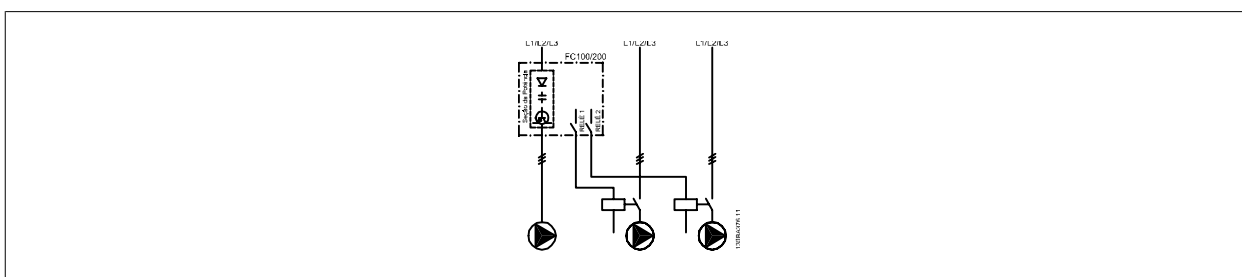 L1/L2/L3
L1/L2/L3
L1/L2/L3
FC100/200
Seção de Potência
RELÉ 1
RELÉ 2
130BA376.11